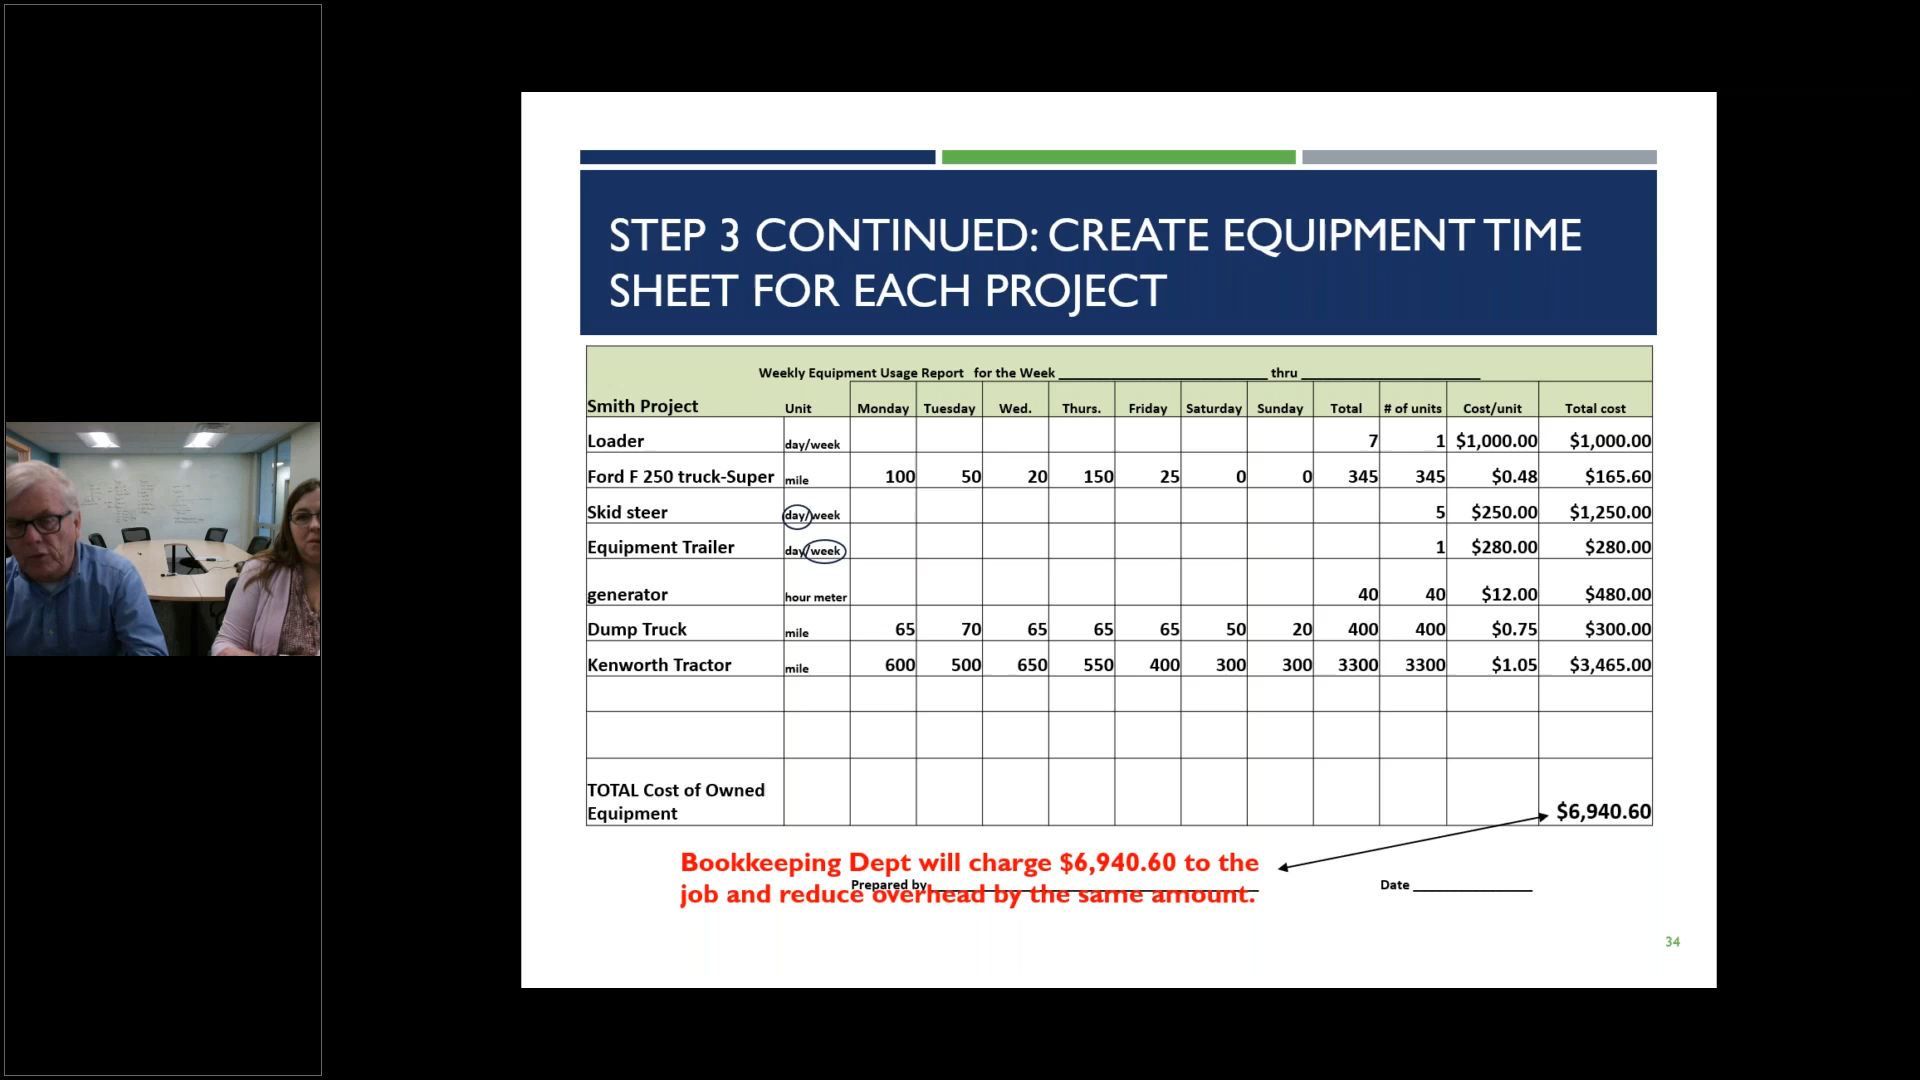 STEP 3 CONTINUED: CREATE EQUIPMENT TIME
SHEET FOR EACH PROJECT
Weekly Equipment Usage Report for the Week ____________ thru ____________
Smith Project Unit Monday Tuesday Wed. Thurs. Friday Saturday Sunday Total # of units Cost/unit Total cost
Loader day/week 7 1 $1,000.00 $1,000.00
Ford F 250 truck-Super mile 100 50 20 150 25 0 0 345 345 $0.48 $165.60
Skid steer day/week 5 $250.00 $1,250.00
Equipment Trailer day/week 1 $280.00 $280.00
generator hour meter 40 40 $12.00 $480.00
Dump Truck mile 65 70 65 65 65 50 20 400 400 $0.75 $300.00
Kenworth Tractor mile 600 500 650 550 400 300 300 3300 3300 $1.05 $3,465.00
TOTAL Cost of Owned
Equipment $6,940.60
Bookkeeping Dept will charge $6,940.60 to the
Prepared by ____________ Date ____________
job and reduce overhead by the same amount.
34